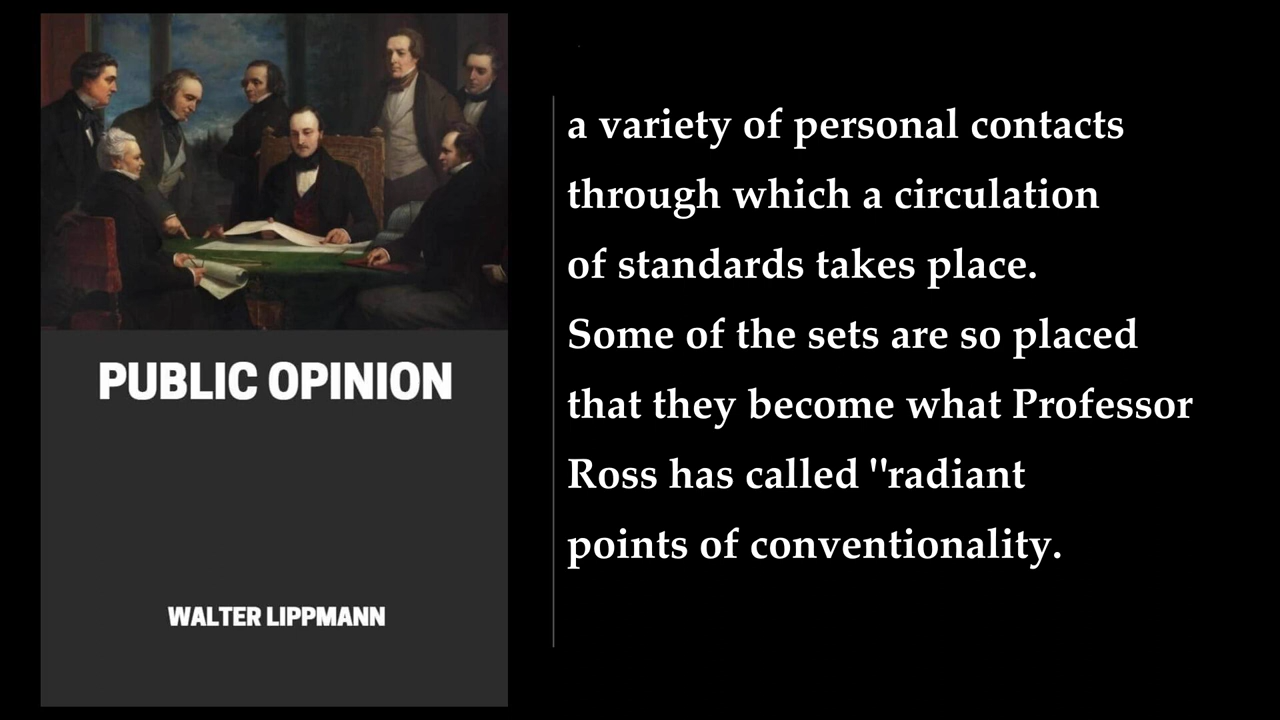 PUBLIC OPINION
WALTER LIPPMANN
a variety of personal contacts
through which a circulation
of standards takes place.
Some of the sets are so placed
that they become what Professor
Ross has called "radiant
points of conventionality.